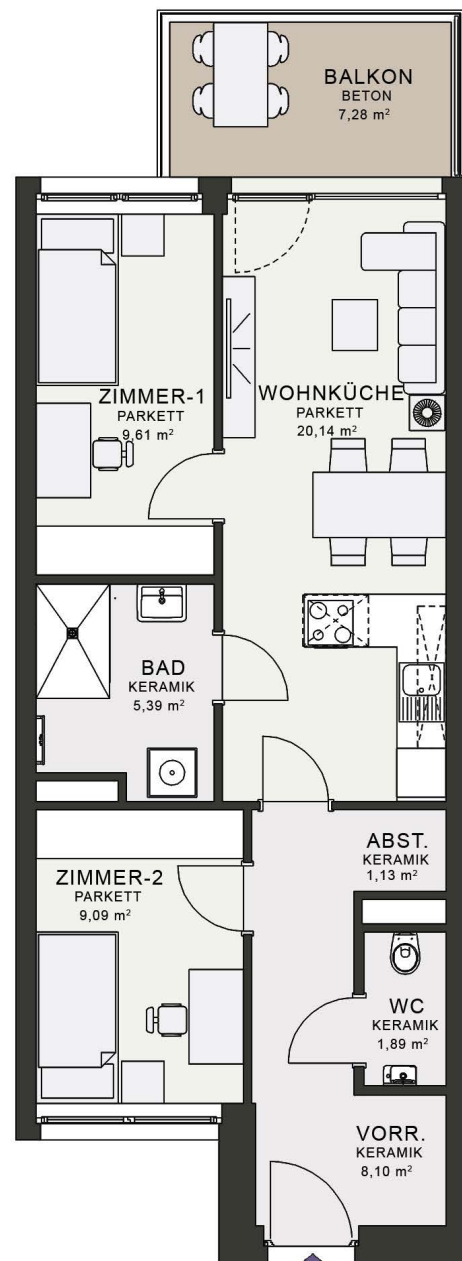 BALKON
BETON
7,28 m²
ZIMMER-1
PARKETT
9,61 m²
WOHNKÜCHE
PARKETT
20,14 m²
BAD
KERAMIK
5,39 m²
ABST.
KERAMIK
1,13 m²
ZIMMER-2
PARKETT
9,09 m²
WC
KERAMIK
1,89 m²
VORR.
KERAMIK
8,10 m²